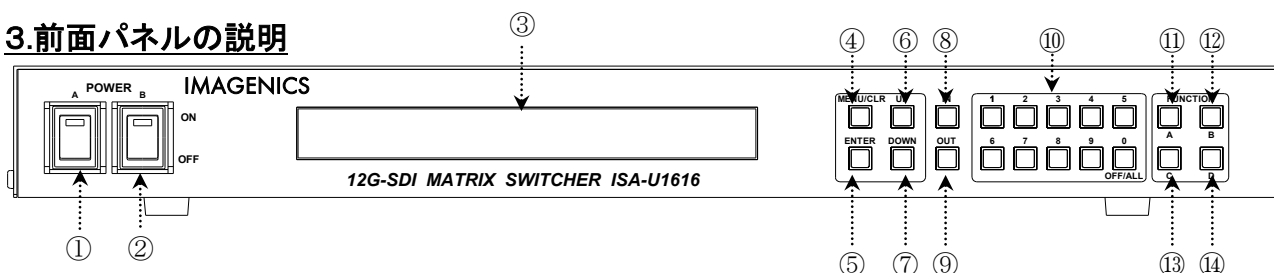 3.前面パネルの説明
③ ④ ⑥ ⑧ ⑩ ⑪ ⑫
POWER
A B
IMAGENICS
ON
OFF
MENU/CLR
IN
1 2 3 4 5
FUNCTION
A B
ENTER DOWN OUT
6 7 8 9 0
OFF/ALL
C D
12G-SDI MATRIX SWITCHER ISA-U1616
① ② ⑤ ⑦ ⑨ ⑬ ⑭